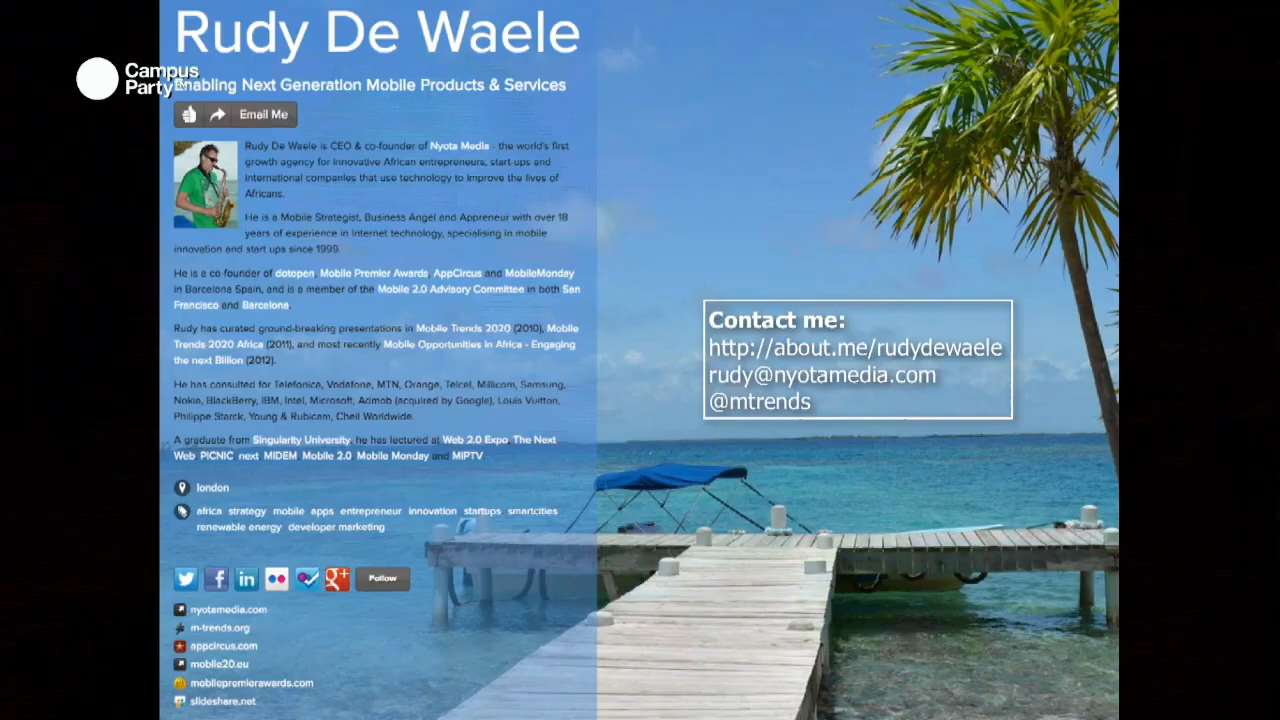 Rudy De Waele
Campus
Party
Enabling Next Generation Mobile Products & Services
Email Me
Rudy De Waele is CEO & co-founder of Nyota Media - the world's first
growth agency for innovative African entrepreneurs, start-ups and
international companies that use technology to improve the lives of
Africans.
He is a Mobile Strategist, Business Angel and Appreneur with over 18
years of experience in Internet technology, specialising in mobile
innovation and start ups since 1999.
He is a co-founder of dotopen, Mobile Premier Awards, AppCircus and MobileMonday
in Barcelona Spain, and is a member of the Mobile 2.0 Advisory Committee in both San
Francisco and Barcelona.
Rudy has curated ground-breaking presentations in Mobile Trends 2020 (2010), Mobile
Trends 2020 Africa (2011), and most recently Mobile Opportunities in Africa - Engaging
the next Billion (2012).
He has consulted for Telefonica, Vodafone, MTN, Orange, Telcel, Millicom, Samsung,
Nokia, BlackBerry, IBM, Intel, Microsoft, Admob (acquired by Google), Louis Vuitton,
Philippe Starck, Young & Rubicam, Cheil Worldwide.
A graduate from Singularity University, he has lectured at Web 2.0 Expo, The Next
Web, PICNIC, next, MIDEM, Mobile 2.0, Mobile Monday and MIPTV.
london
africa strategy mobile apps entrepreneur innovation startups smartcities
renewable energy developer marketing
Follow
nyotamedia.com
m-trends.org
appcircus.com
mobile20.eu
mobilepremierawards.com
slideshare.net
Contact me:
http://about.me/rudydewaele
rudy@nyotamedia.com
@mtrends